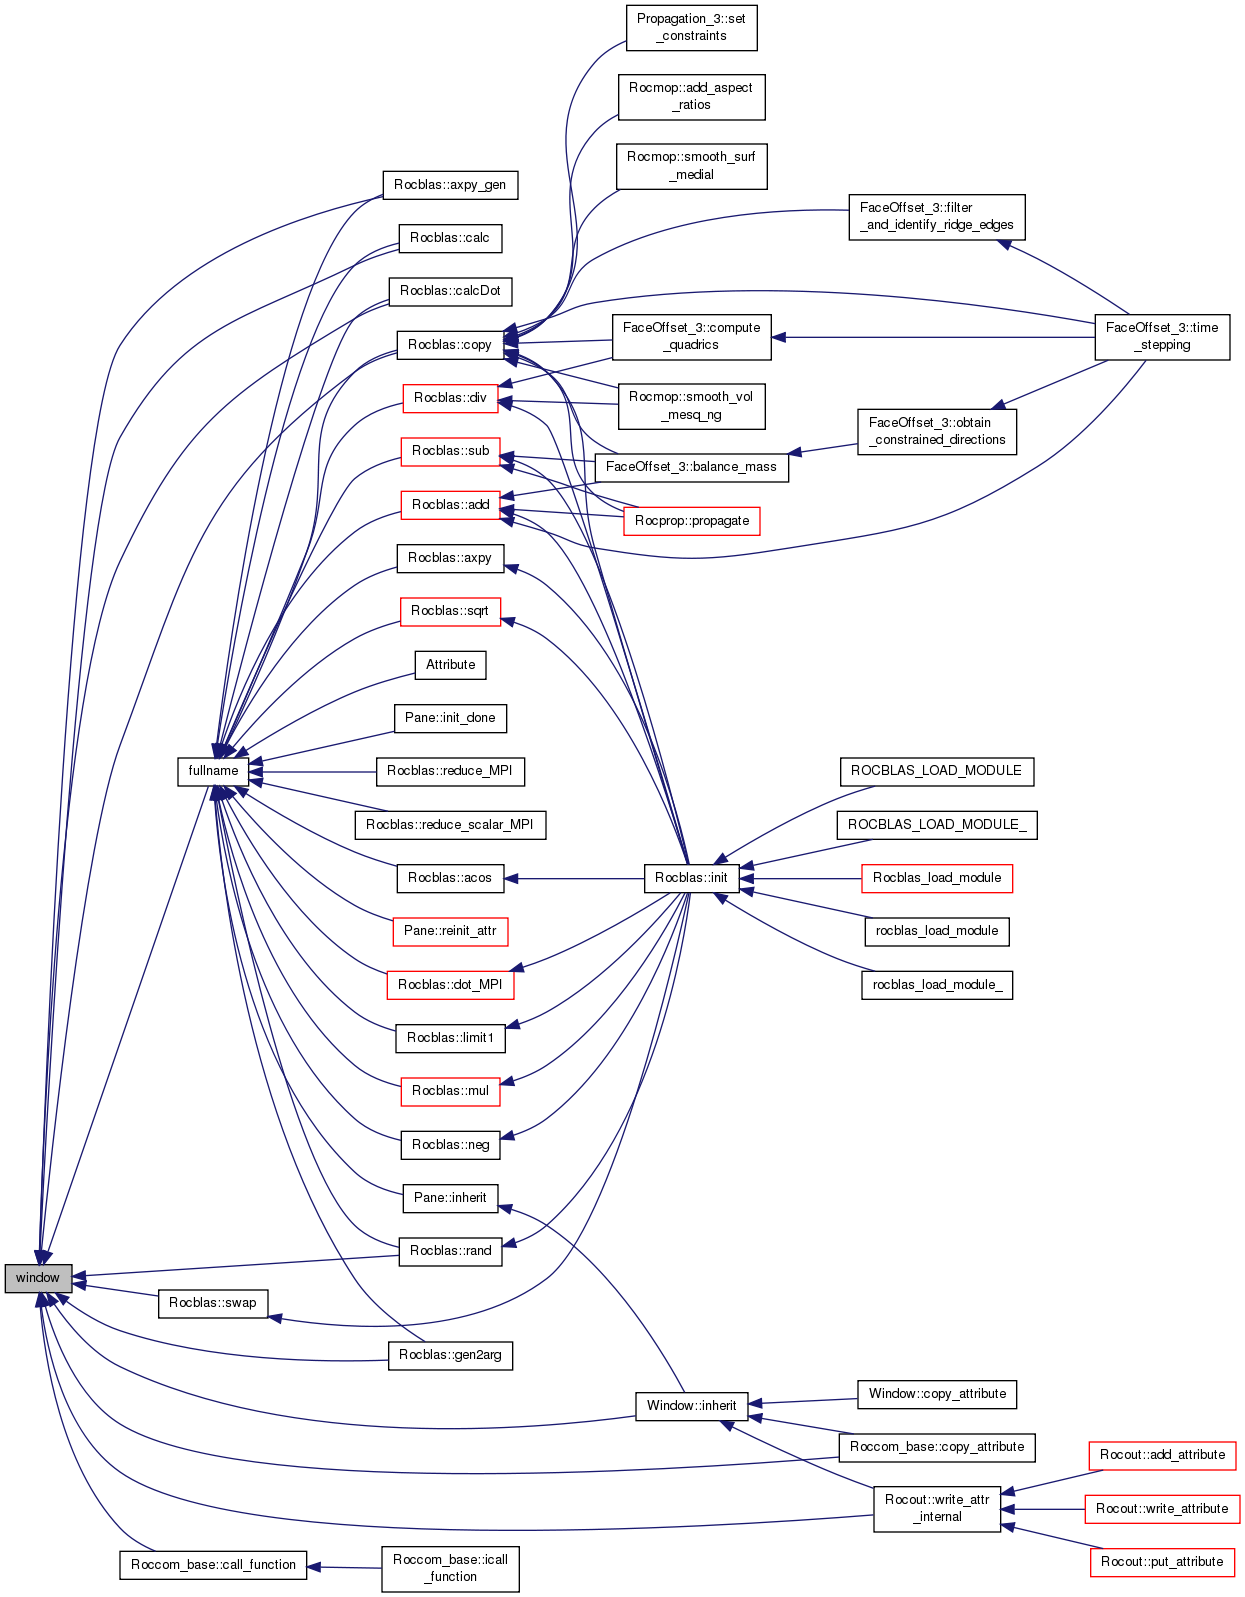 Propagation_3::set
_constraints
Rocmop::add_aspect
_ratios
Rocmop::smooth_surf
_medial
Rocblas::axpy_gen
FaceOffset_3::filter
_and_identify_ridge_edges
Rocblas::calc
Rocblas::calcDot
FaceOffset_3::compute
_quadrics
FaceOffset_3::time
_stepping
Rocblas::copy
Rocblas::div
Rocmop::smooth_vol
_mesq_ng
FaceOffset_3::obtain
_constrained_directions
Rocblas::sub
FaceOffset_3::balance_mass
Rocblas::add
Rocprop::propagate
Rocblas::axpy
Rocblas::sqrt
Attribute
Pane::init_done
fullname
Rocblas::reduce_MPI
ROCBLAS_LOAD_MODULE
Rocblas::reduce_scalar_MPI
ROCBLAS_LOAD_MODULE_
Rocblas::acos
Rocblas::init
Rocblas_load_module
Pane::reinit_attr
rocblas_load_module
Rocblas::dot_MPI
rocblas_load_module_
Rocblas::limit1
Rocblas::mul
Rocblas::neg
Pane::inherit
Rocblas::rand
window
Rocblas::swap
Rocblas::gen2arg
Window::inherit
Window::copy_attribute
Roccom_base::copy_attribute
Rocout::add_attribute
Rocout::write_attr
_internal
Rocout::write_attribute
Rocout::put_attribute
Roccom_base::call_function
Roccom_base::icall
_function